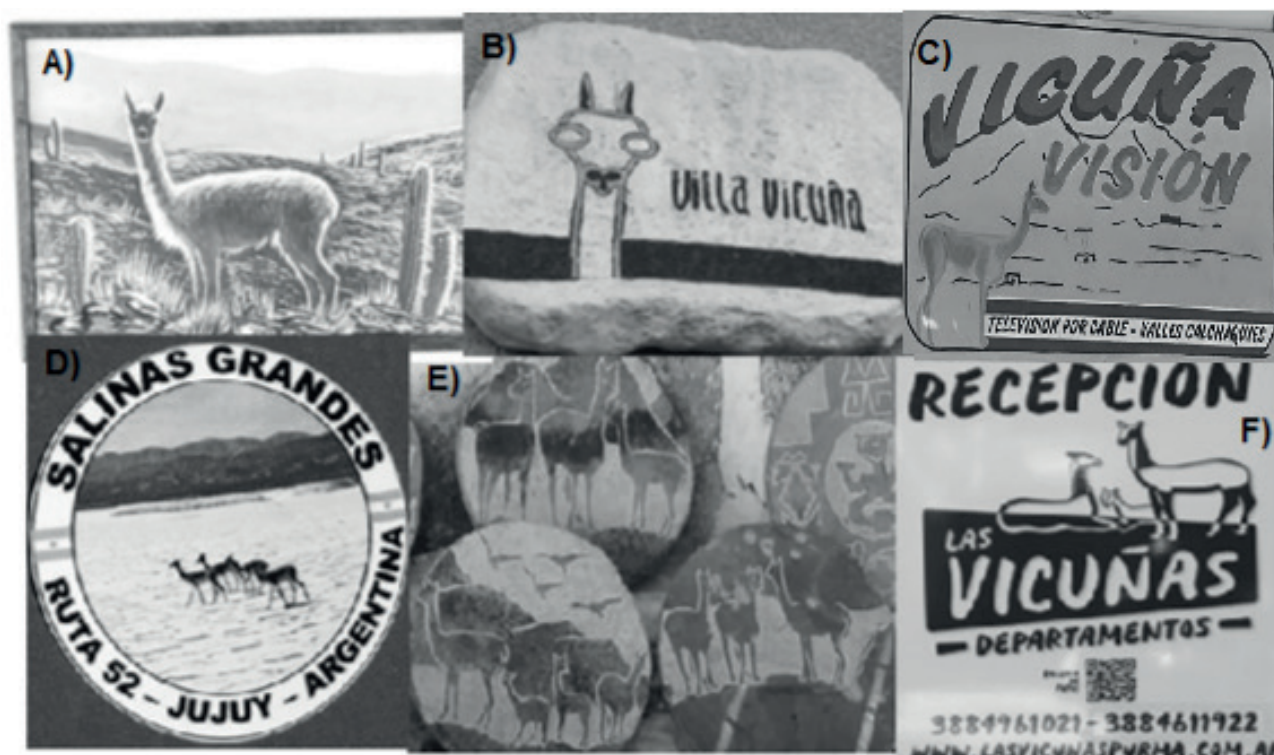 A)
B)
VILLA VICUÑA
C)
VICUÑA
VISIÓN
TELEVISION POR CABLE - VALLES CALCHAQUIES
D)
SALINAS GRANDES
RUTA 52 - JUJUY - ARGENTINA
E)
RECEPCION
F)
LAS
VICUÑAS
DEPARTAMENTOS
3884961021 - 3884611922